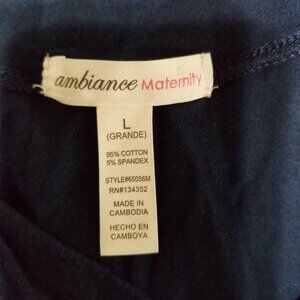 ambiance Maternity
L
(GRANDE)
95% COTTON
5% SPANDEX
STYLE#65056M
RN#134352
MADE IN
CAMBODIA
HECHO EN
CAMBOYA